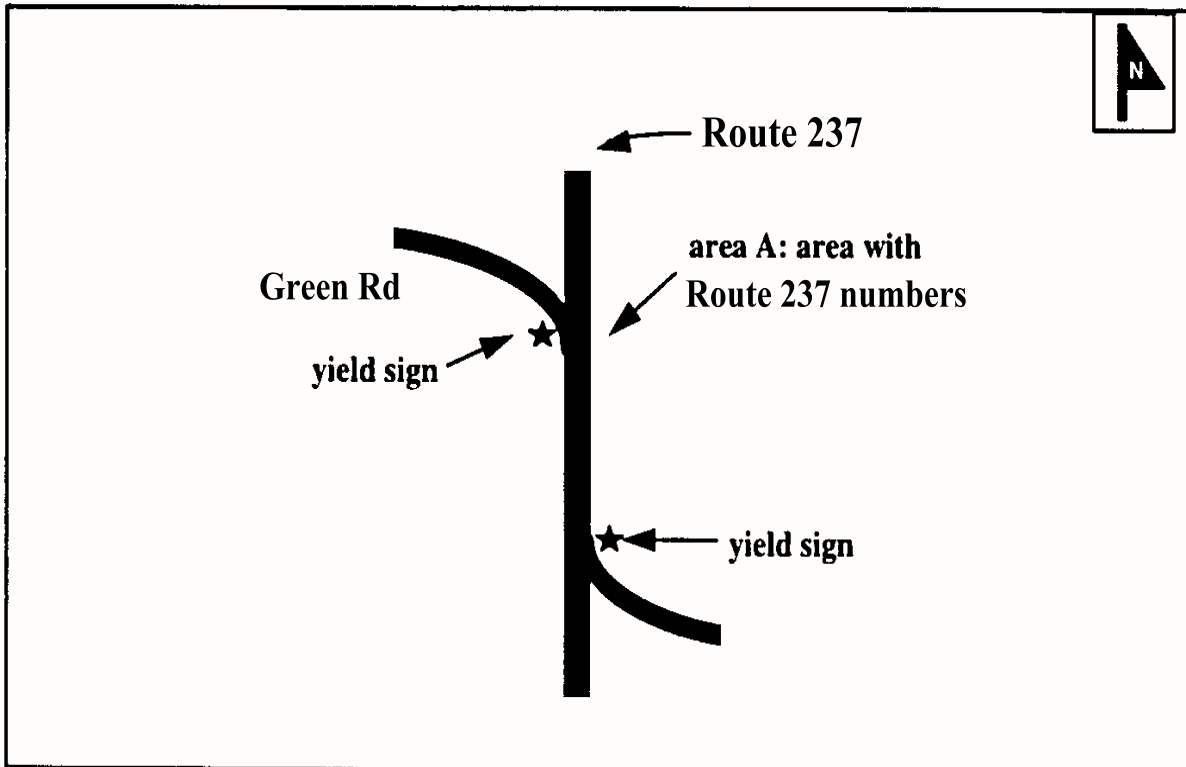 N
Route 237
area A: area with
Route 237 numbers
Green Rd
yield sign
yield sign